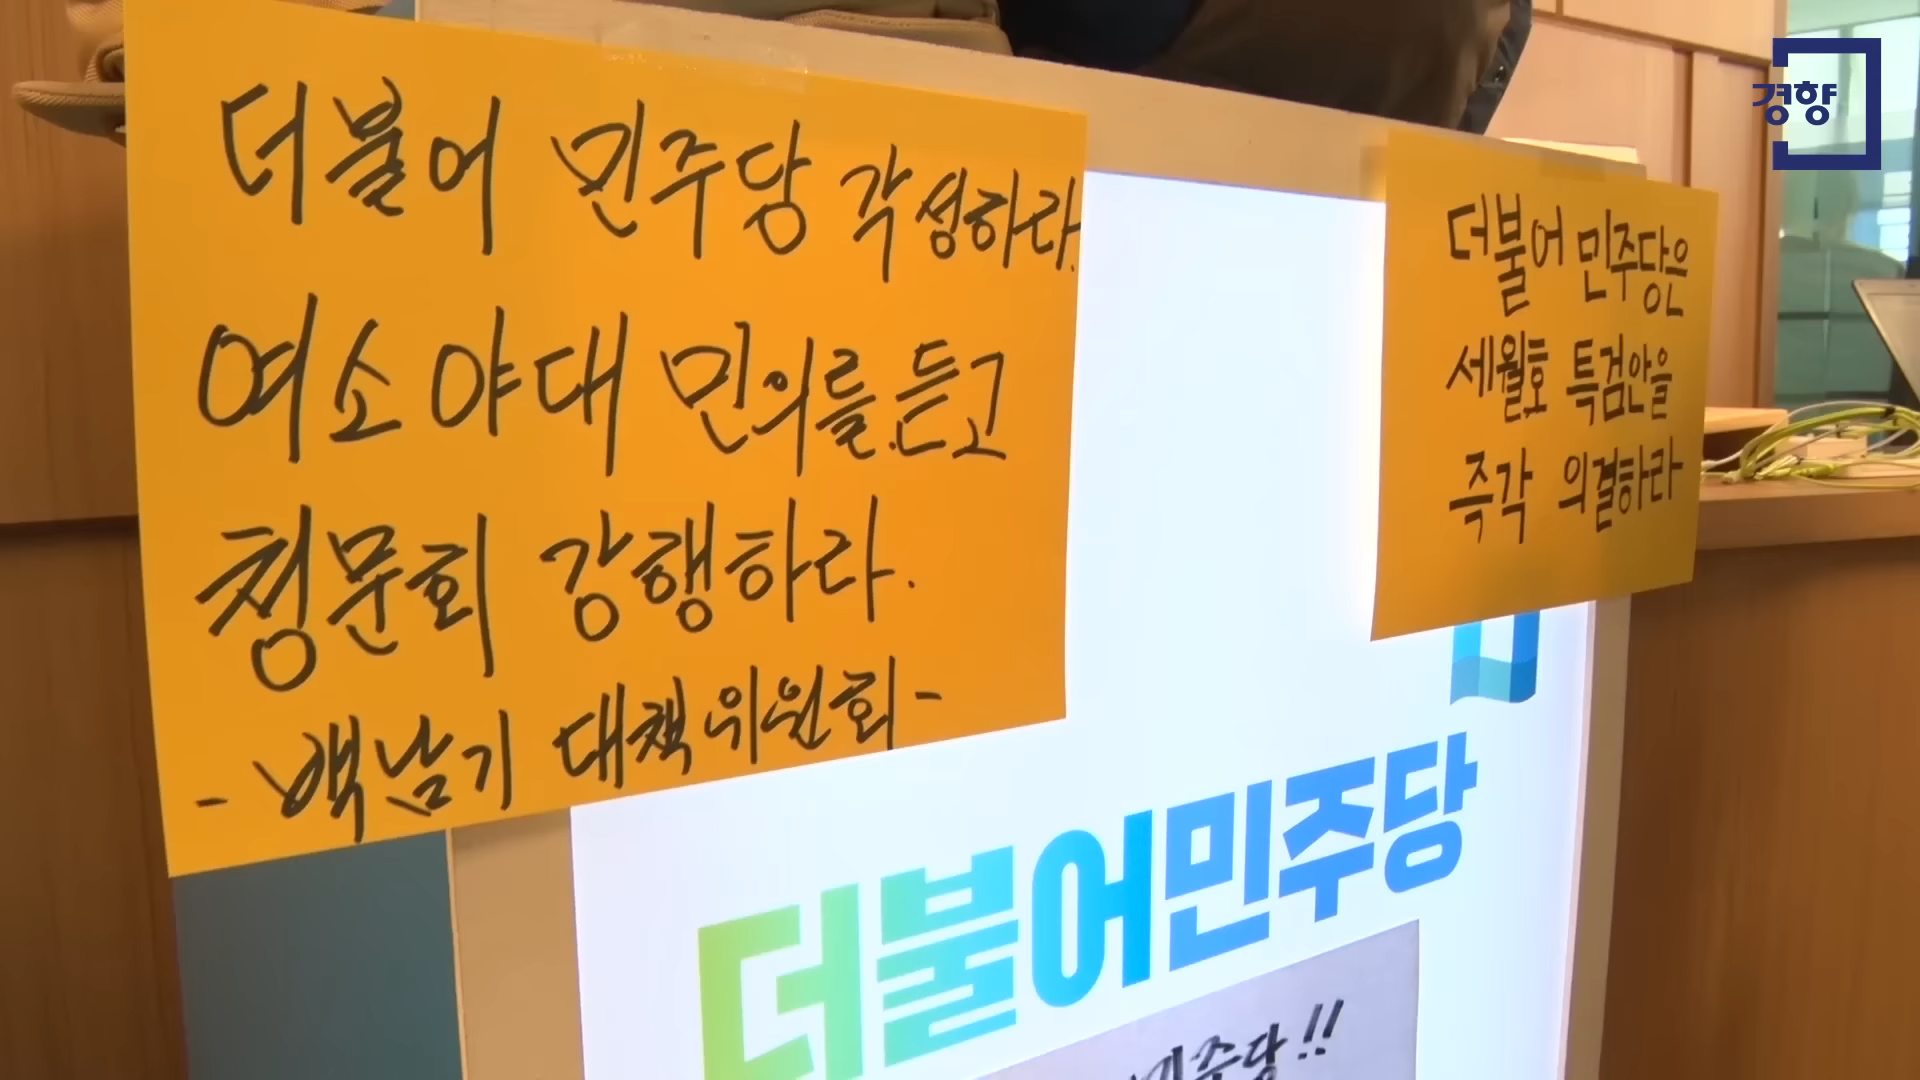 더불어 민주당 각성하라.
여소야대 민의를 듣고
청문회 강행하라.
- 백남기 대책위원회 -
더불어 민주당은
세월호 특검안을
즉각 의결하라
더불어민주당
민주당!!
경향